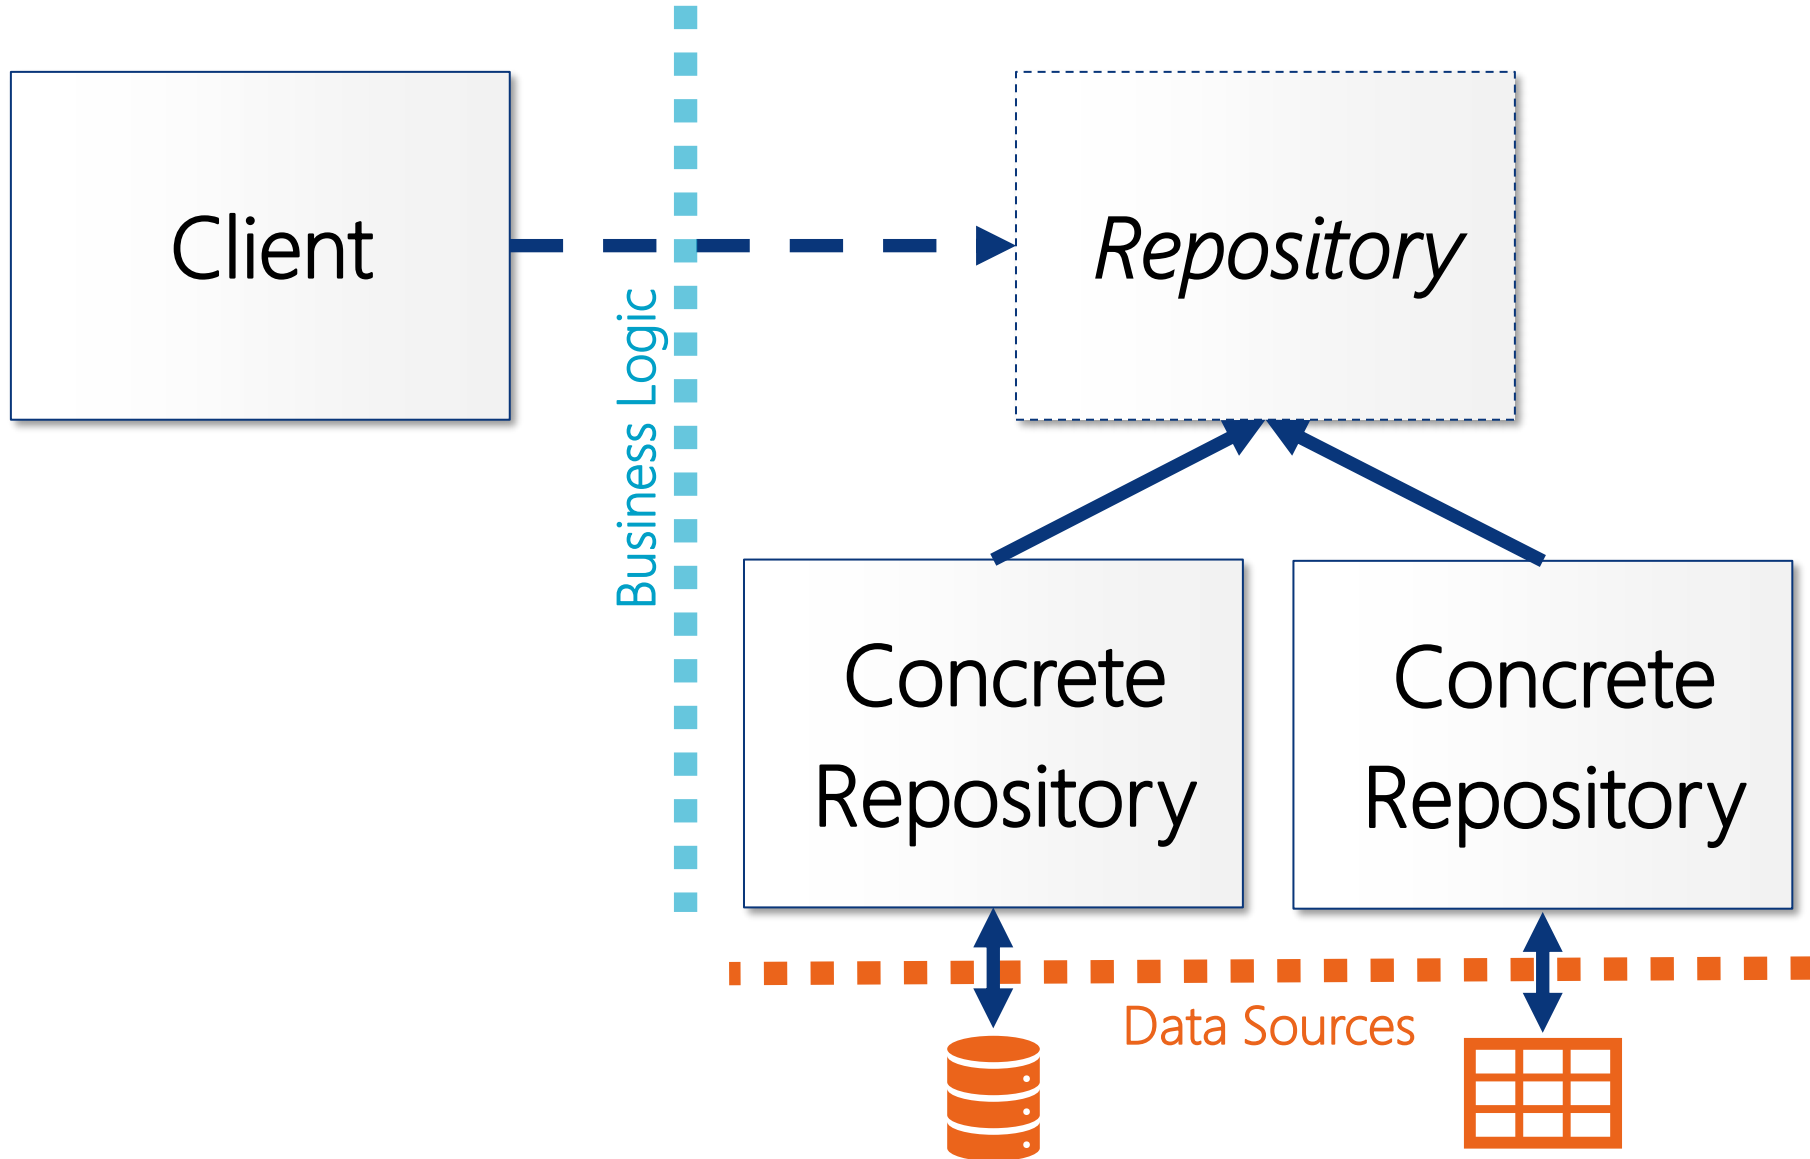 Client
Repository
Business Logic
Concrete
Repository
Concrete
Repository
Data Sources